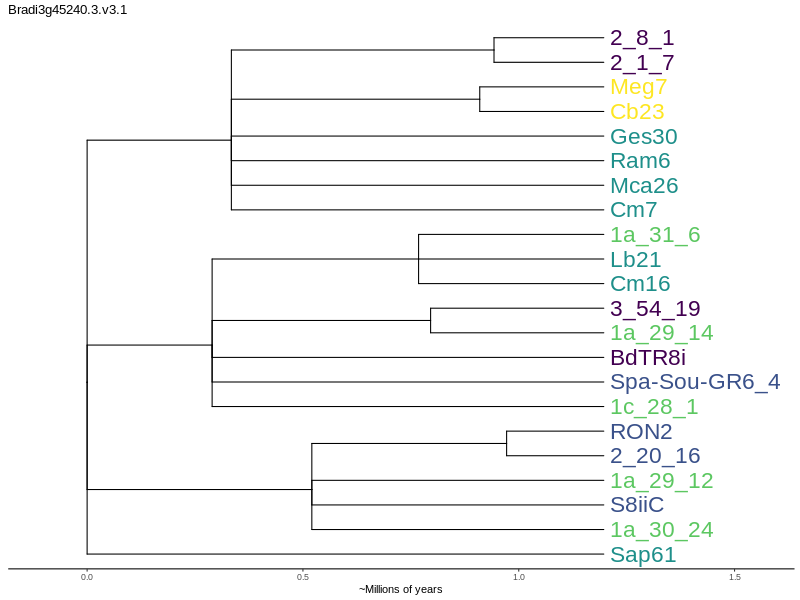 Bradi3g45240.3.v3.1
2_8_1
2_1_7
Meg7
Cb23
Ges30
Ram6
Mca26
Cm7
1a_31_6
Lb21
Cm16
3_54_19
1a_29_14
BdTR8i
Spa-Sou-GR6_4
1c_28_1
RON2
2_20_16
1a_29_12
S8iiC
1a_30_24
Sap61
0.0 0.5 1.0 1.5
~Millions of years